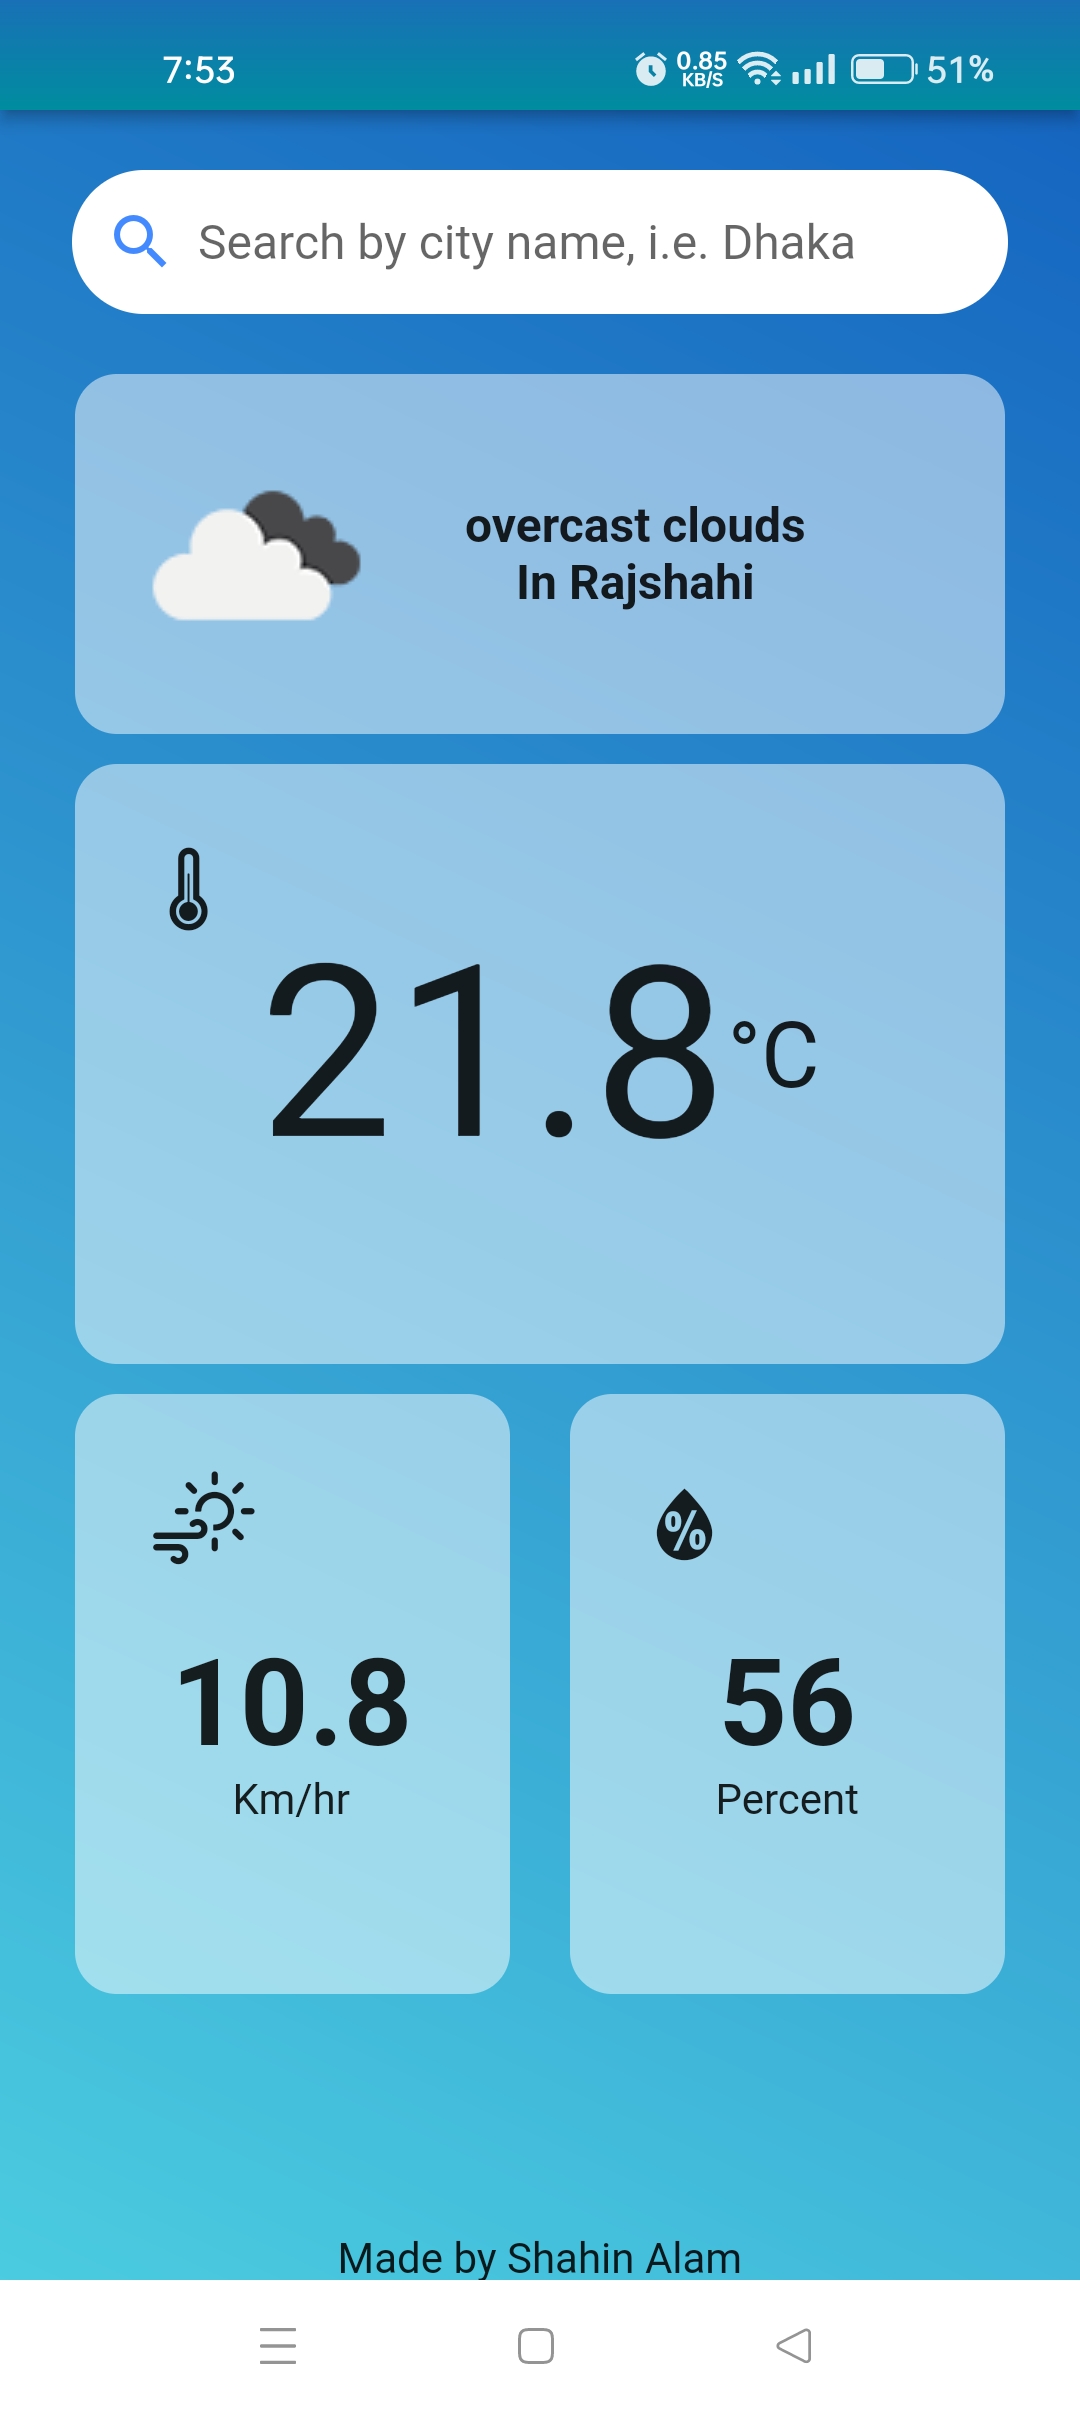 7:53
0.85
KB/S
51%
Search by city name, i.e. Dhaka
overcast clouds
In Rajshahi
21.8°C
%
10.8
Km/hr
56
Percent
Made by Shahin Alam